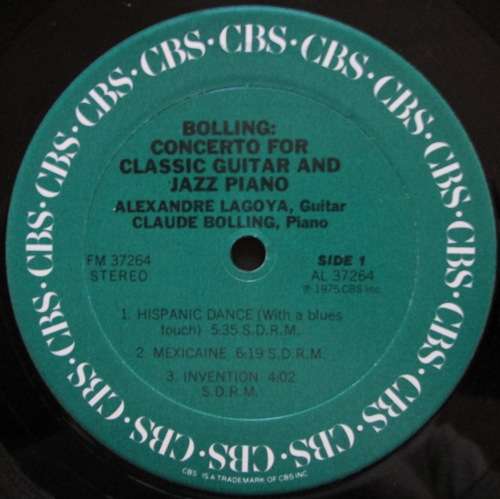 CBS·CBS·CBS·CBS·CBS·CBS·CBS·CBS·CBS·CBS·CBS·CBS·CBS·CBS·CBS·CBS·CBS·CBS·CBS·CBS
BOLLING:
CONCERTO FOR
CLASSIC GUITAR AND
JAZZ PIANO
ALEXANDRE LAGOYA, Guitar
CLAUDE BOLLING, Piano
FM 37264
STEREO
SIDE 1
AL 37264
℗ 1975 CBS Inc.
1. HISPANIC DANCE (With a blues
touch) 5:35 S.D.R.M.
2. MEXICAINE 6:19 S.D.R.M.
3. INVENTION 4:02
S.D.R.M.
CBS IS A TRADEMARK OF CBS INC.